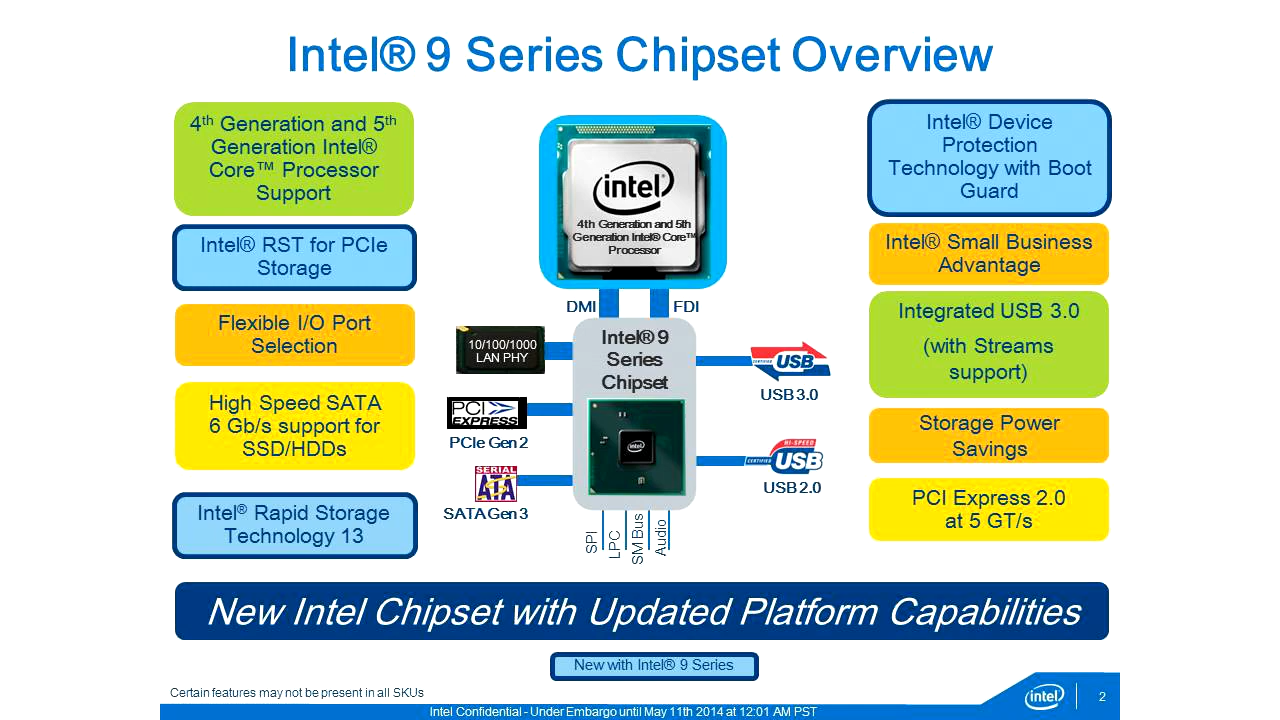 Intel® 9 Series Chipset Overview
4th Generation and 5th
Generation Intel®
Core™ Processor
Support
Intel® RST for PCIe
Storage
Flexible I/O Port
Selection
High Speed SATA
6 Gb/s support for
SSD/HDDs
Intel® Rapid Storage
Technology 13
intel
4th Generation and 5th
Generation Intel® Core™
Processor
DMI
FDI
10/100/1000
LAN PHY
PCI
EXPRESS
PCIe Gen 2
SERIAL
ATA
SATA Gen 3
Intel® 9
Series
Chipset
intel
CERTIFIED USB
USB 3.0
HI-SPEED
CERTIFIED USB
USB 2.0
SPI
LPC
SM Bus
Audio
Intel® Device
Protection
Technology with Boot
Guard
Intel® Small Business
Advantage
Integrated USB 3.0
(with Streams
support)
Storage Power
Savings
PCI Express 2.0
at 5 GT/s
New Intel Chipset with Updated Platform Capabilities
New with Intel® 9 Series
Certain features may not be present in all SKUs
intel
2
Intel Confidential - Under Embargo until May 11th 2014 at 12:01 AM PST